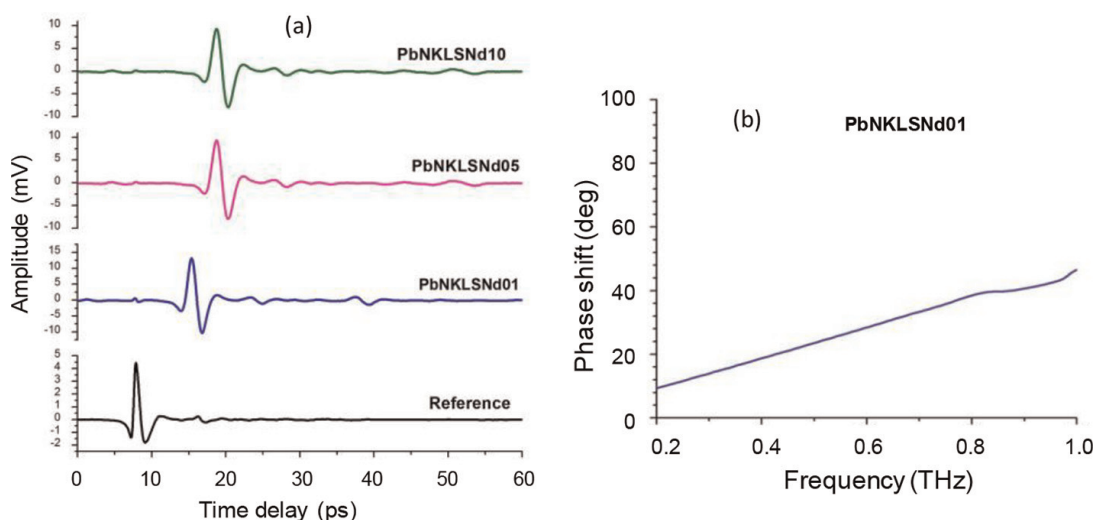 (a)
PbNKLSNd10
10
5
0
-5
-10
PbNKLSNd05
10
5
0
-5
-10
PbNKLSNd01
15
10
5
0
-5
-10
Reference
5
4
3
2
1
0
-1
-2
0 10 20 30 40 50 60
Time delay (ps)
Amplitude (mV)
(b) PbNKLSNd01
100
80
60
40
20
0
0.2 0.4 0.6 0.8 1.0
Frequency (THz)
Phase shift (deg)